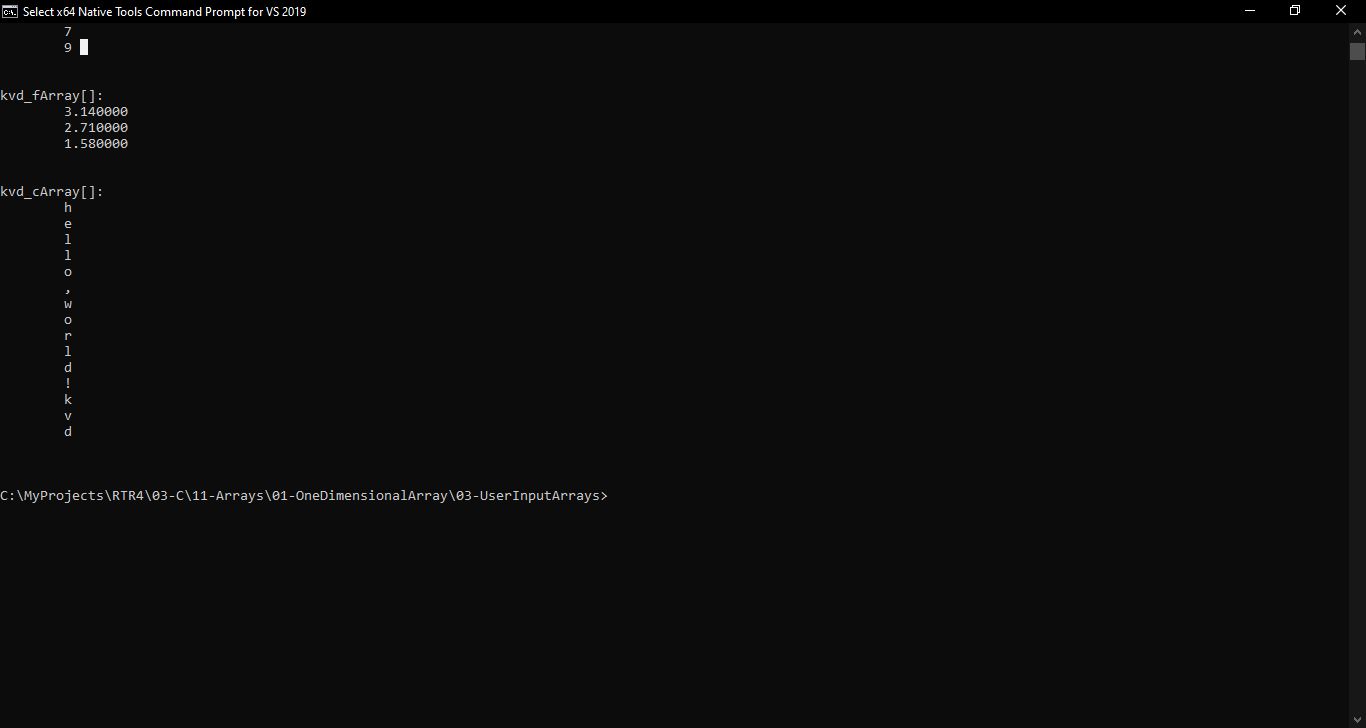 Select x64 Native Tools Command Prompt for VS 2019
7
9
kvd_fArray[]:
3.140000
2.710000
1.580000
kvd_cArray[]:
h
e
l
l
o
,
w
o
r
l
d
!
k
v
d
C:\MyProjects\RTR4\03-C\11-Arrays\01-OneDimensionalArray\03-UserInputArrays>